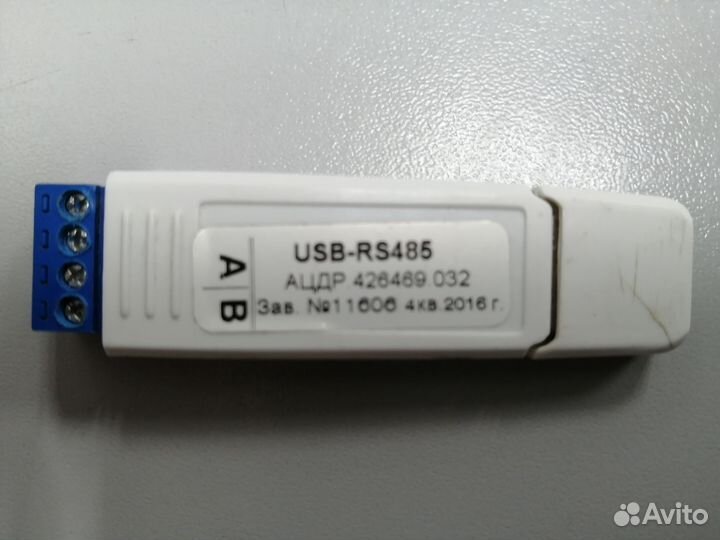 USB-RS485
АЦДР 426469.032
Зав. №11606 4кв.2016 г.
A|B
Avito